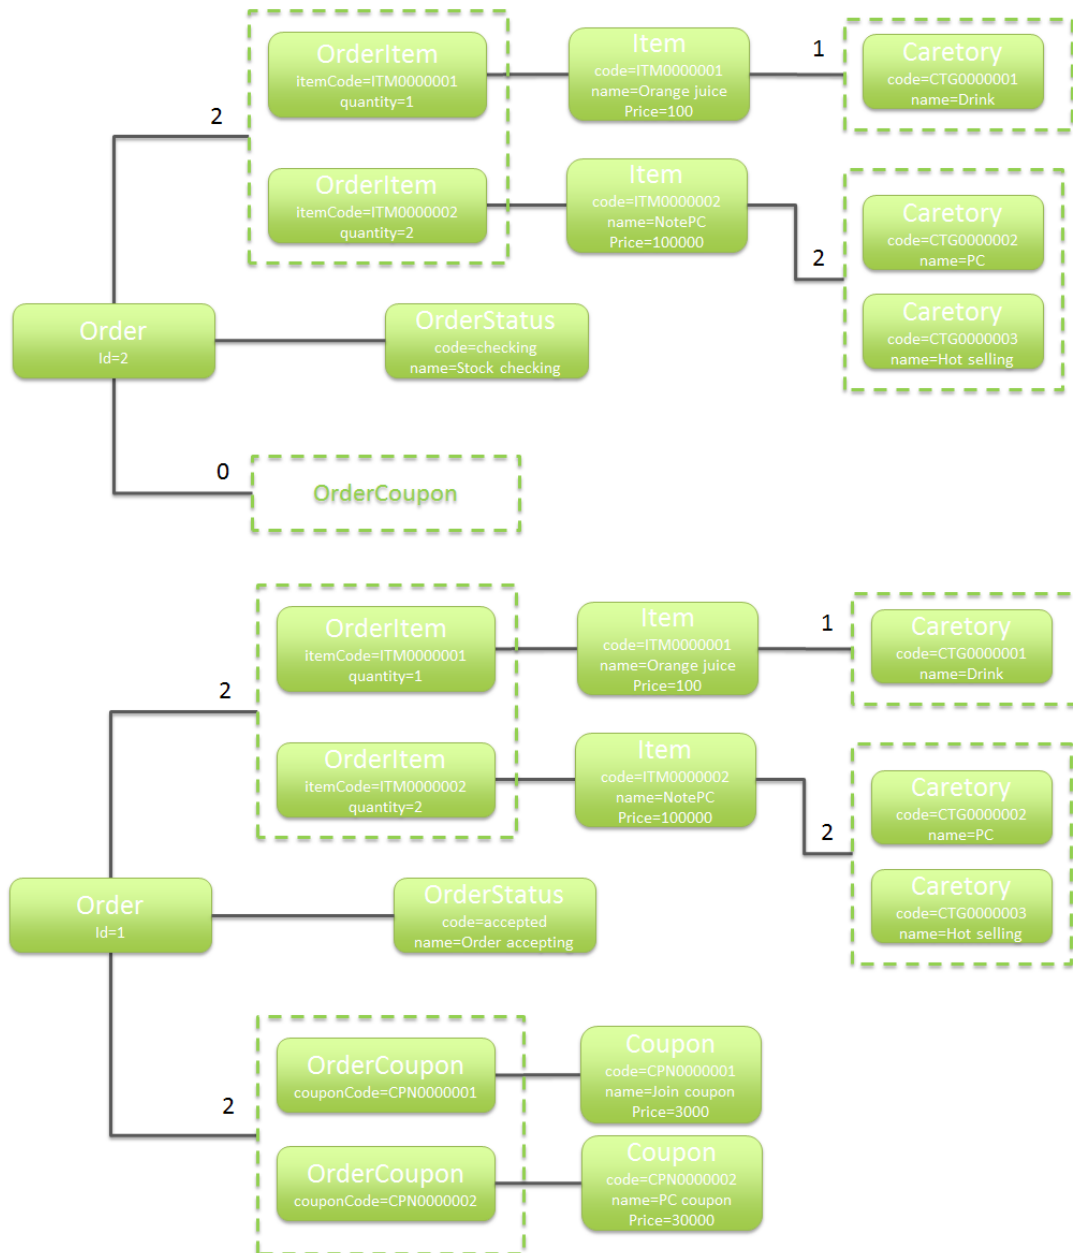 OrderItem
itemCode=ITM0000001
quantity=1
Item
code=ITM0000001
name=Orange juice
Price=100
1
Caretory
code=CTG0000001
name=Drink
2
OrderItem
itemCode=ITM0000002
quantity=2
Item
code=ITM0000002
name=NotePC
Price=100000
2
Caretory
code=CTG0000002
name=PC
Caretory
code=CTG0000003
name=Hot selling
Order
Id=2
OrderStatus
code=checking
name=Stock checking
0
OrderCoupon
OrderItem
itemCode=ITM0000001
quantity=1
Item
code=ITM0000001
name=Orange juice
Price=100
1
Caretory
code=CTG0000001
name=Drink
2
OrderItem
itemCode=ITM0000002
quantity=2
Item
code=ITM0000002
name=NotePC
Price=100000
2
Caretory
code=CTG0000002
name=PC
Caretory
code=CTG0000003
name=Hot selling
Order
Id=1
OrderStatus
code=accepted
name=Order accepting
2
OrderCoupon
couponCode=CPN0000001
Coupon
code=CPN0000001
name=Join coupon
Price=3000
OrderCoupon
couponCode=CPN0000002
Coupon
code=CPN0000002
name=PC coupon
Price=30000